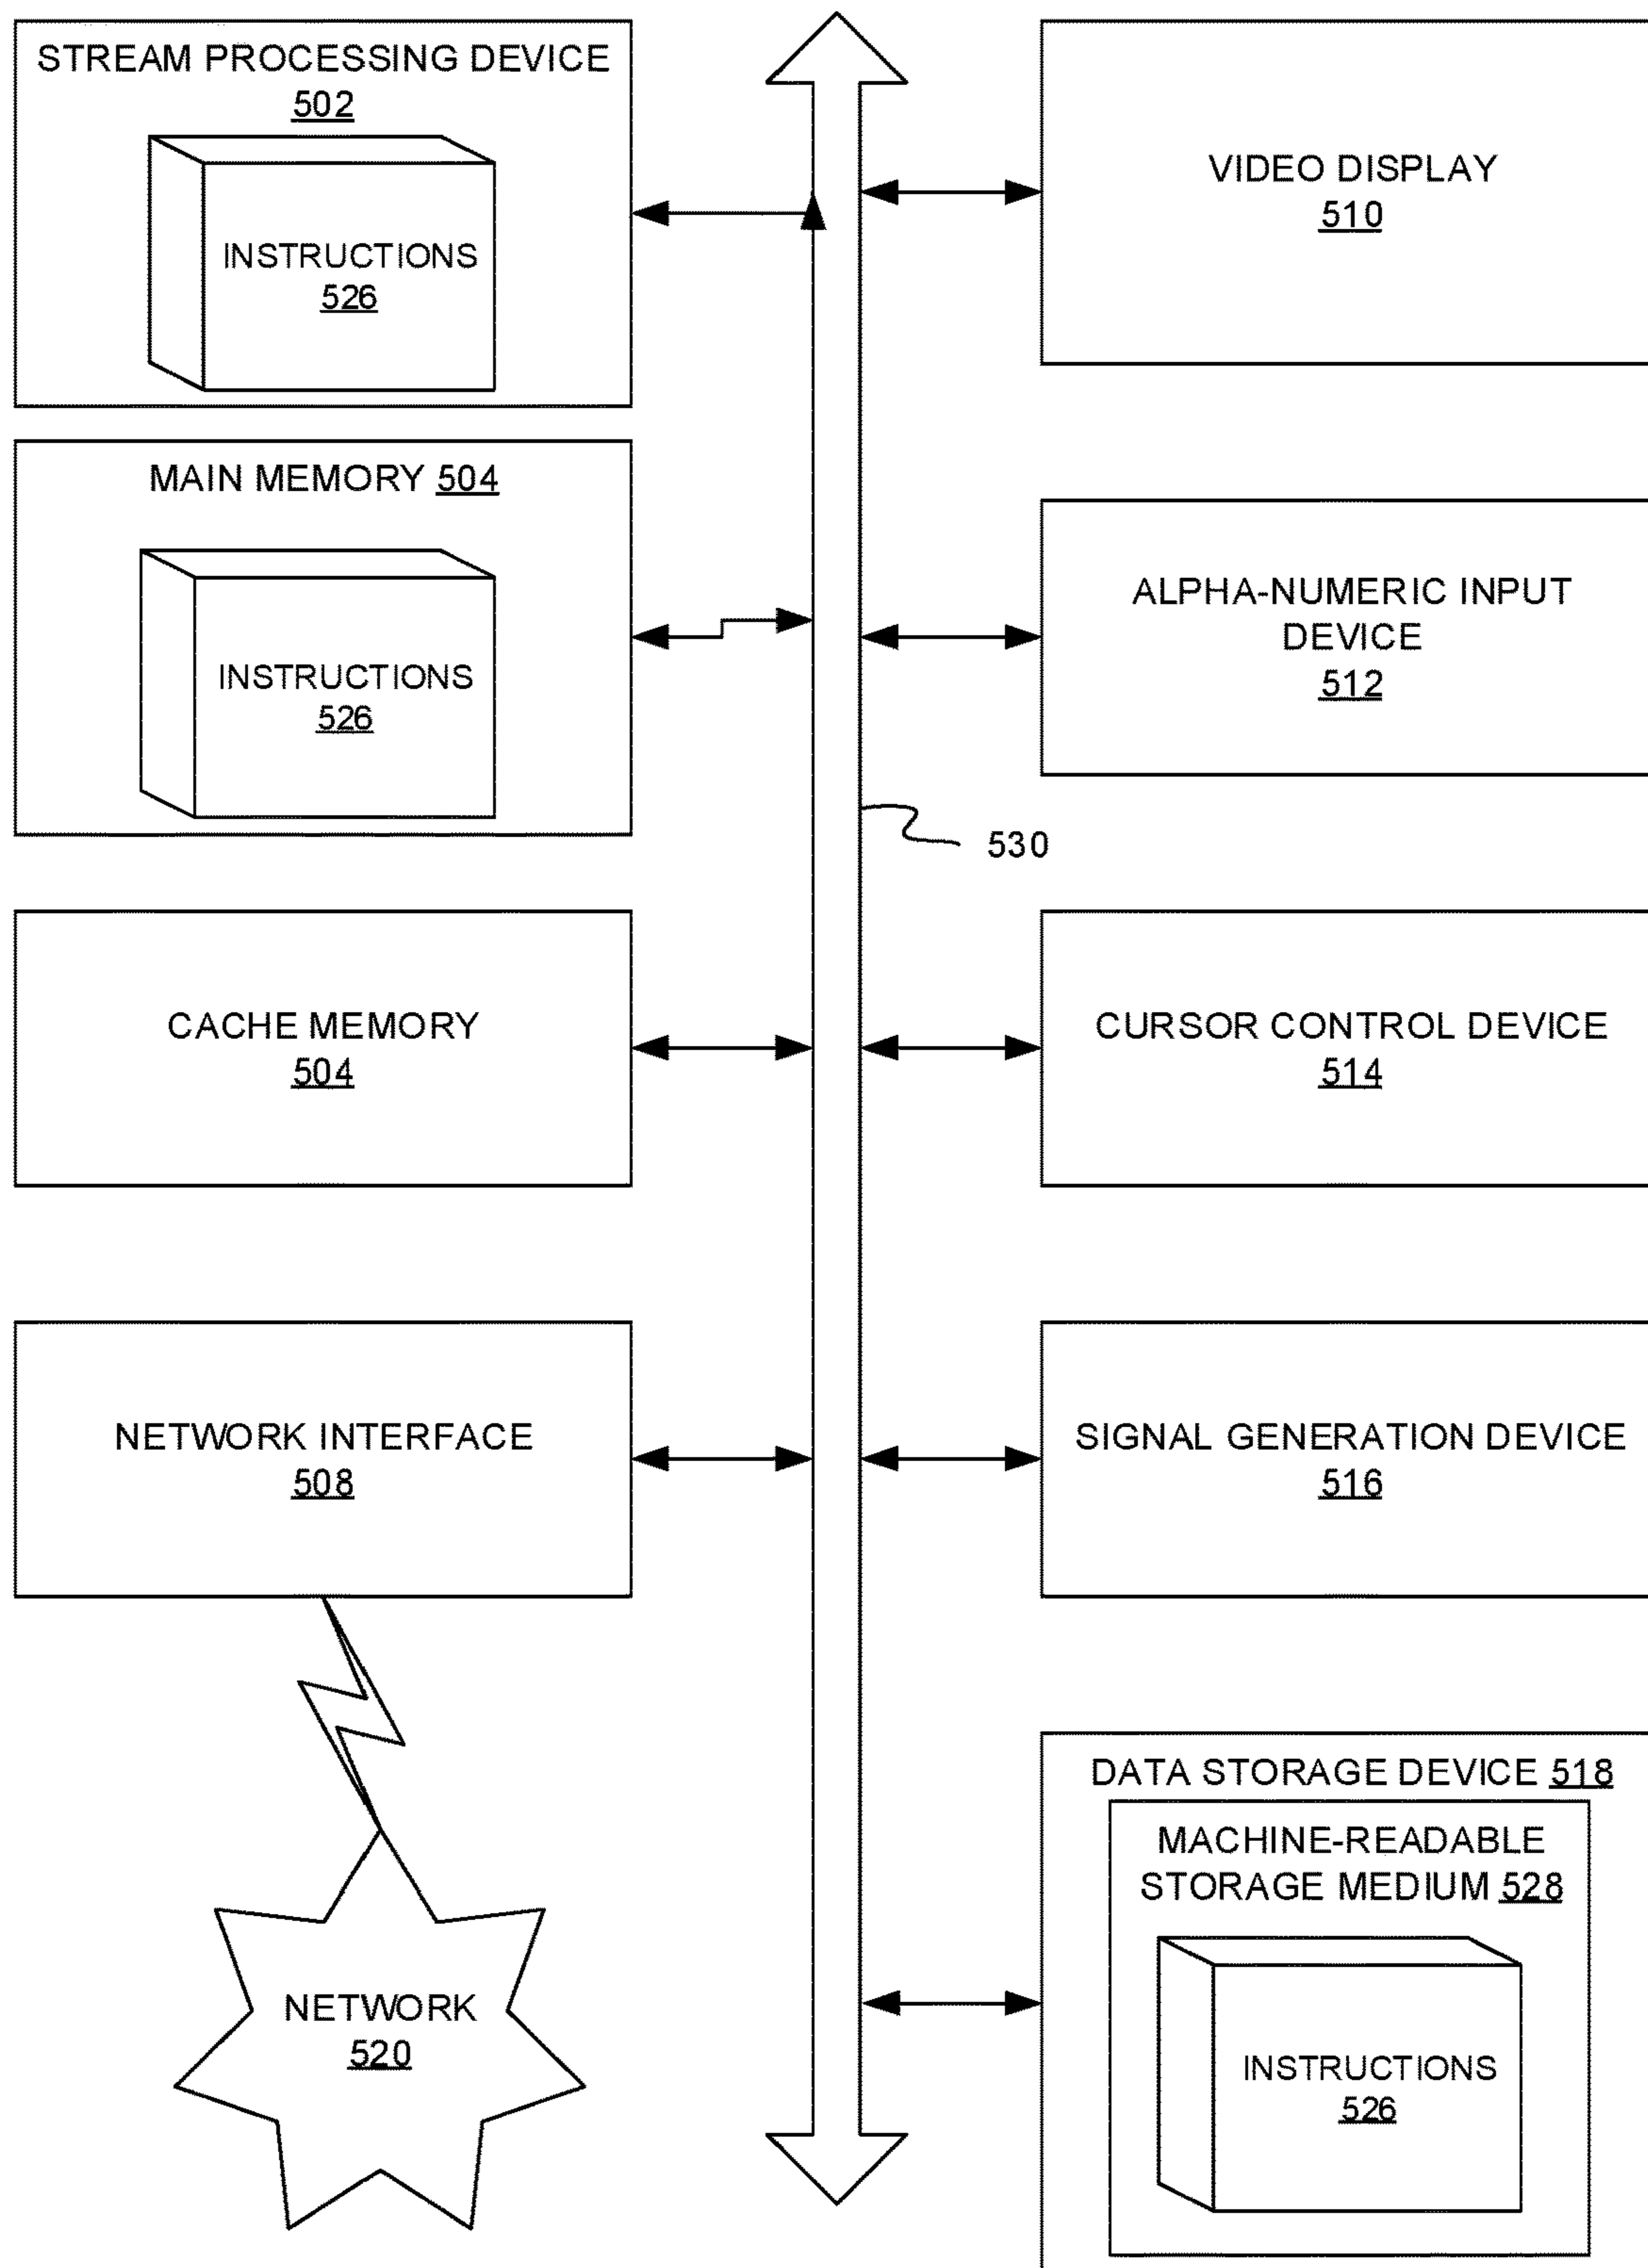 STREAM PROCESSING DEVICE
502
INSTRUCTIONS
526
MAIN MEMORY 504
INSTRUCTIONS
526
CACHE MEMORY
504
NETWORK INTERFACE
508
NETWORK
520
VIDEO DISPLAY
510
ALPHA-NUMERIC INPUT
DEVICE
512
530
CURSOR CONTROL DEVICE
514
SIGNAL GENERATION DEVICE
516
DATA STORAGE DEVICE 518
MACHINE-READABLE
STORAGE MEDIUM 528
INSTRUCTIONS
526